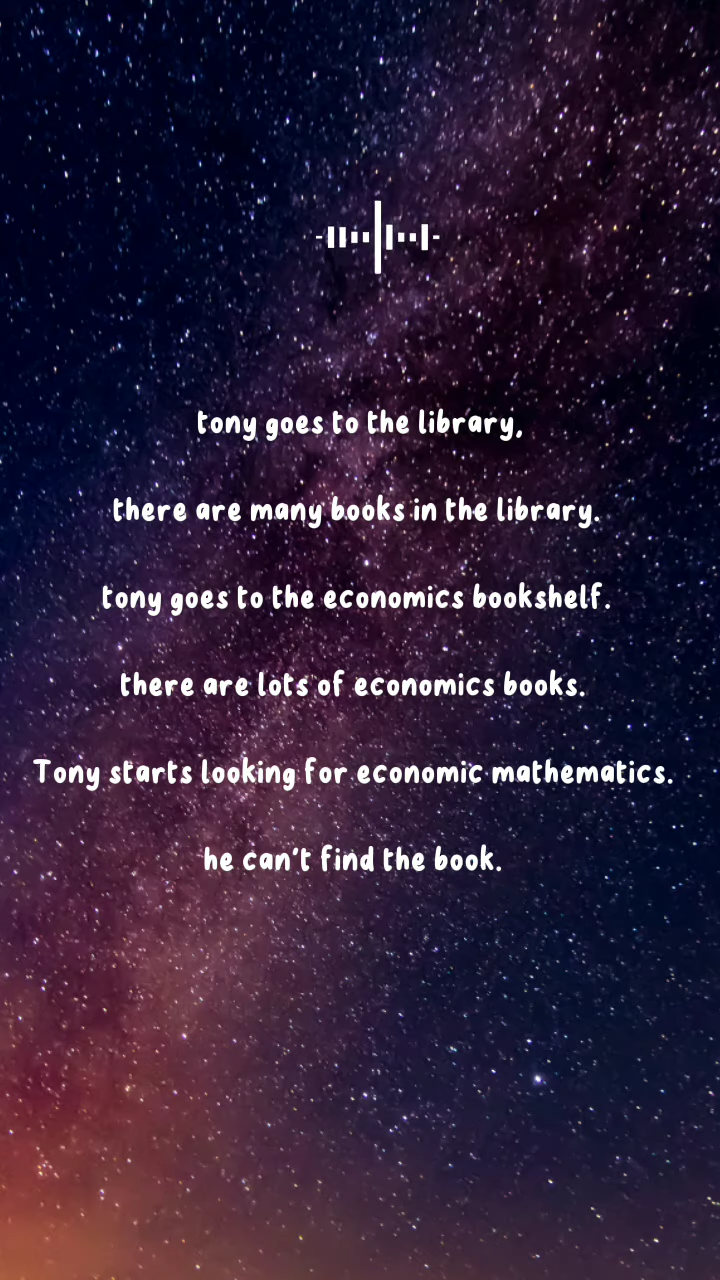 tony goes to the library,
there are many books in the library.
tony goes to the economics bookshelf.
there are lots of economics books.
Tony starts looking for economic mathematics.
he can't find the book.